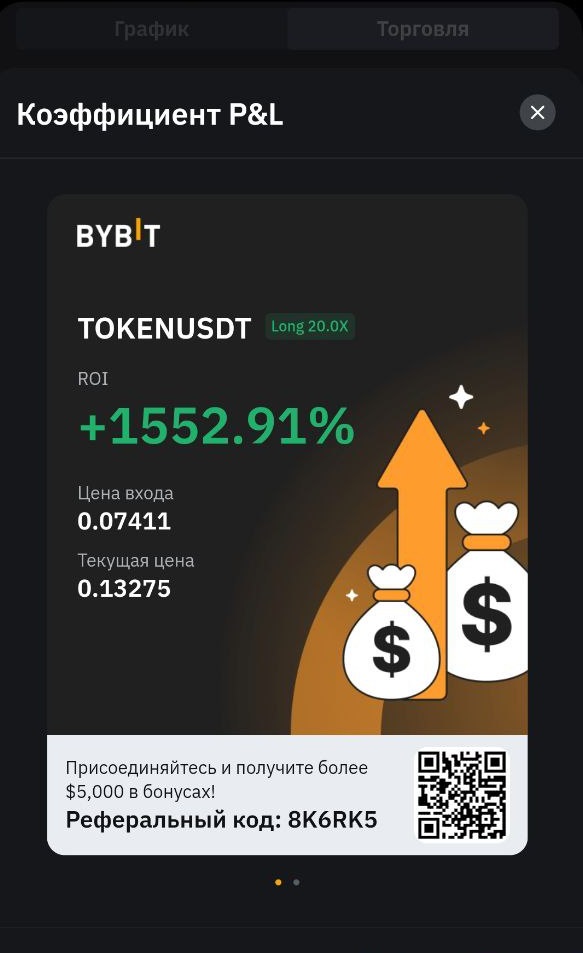 График
Торговля
Коэффициент P&L
BYBIT
TOKENUSDT Long 20.0X
ROI
+1552.91%
Цена входа
0.07411
Текущая цена
0.13275
$
$
Присоединяйтесь и получите более
$5,000 в бонусах!
Реферальный код: 8K6RK5